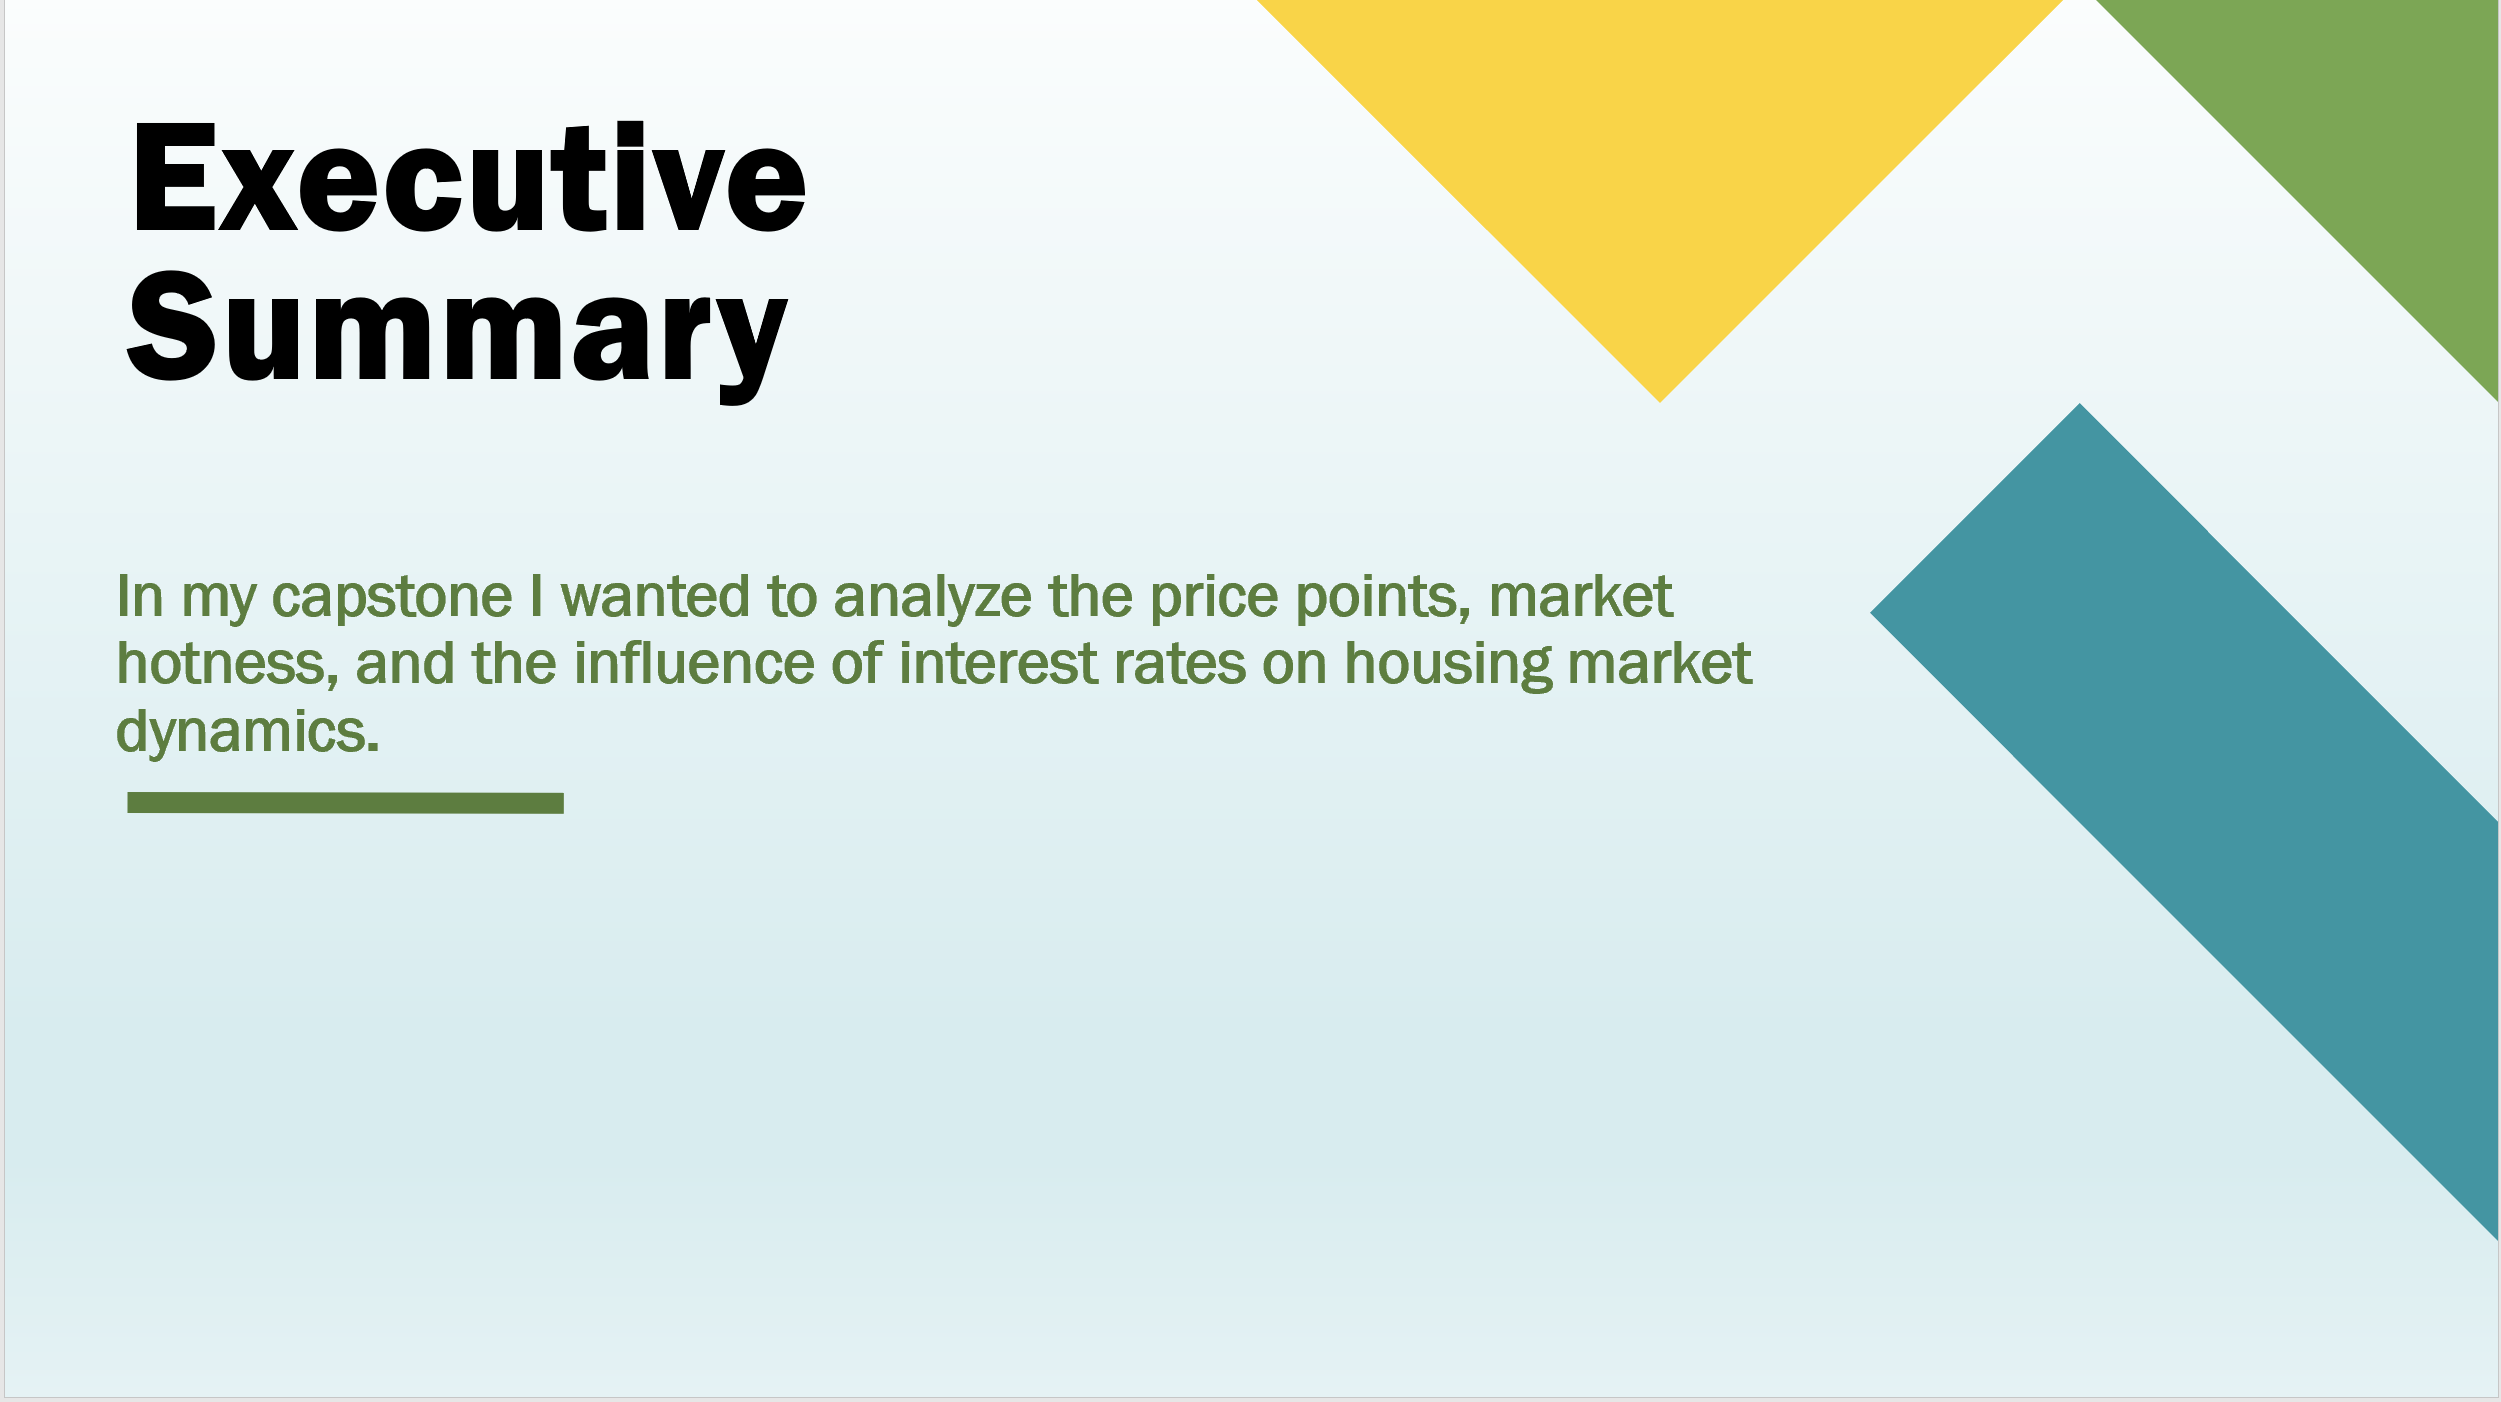 Executive
Summary
In my capstone I wanted to analyze the price points, market
hotness, and the influence of interest rates on housing market
dynamics.